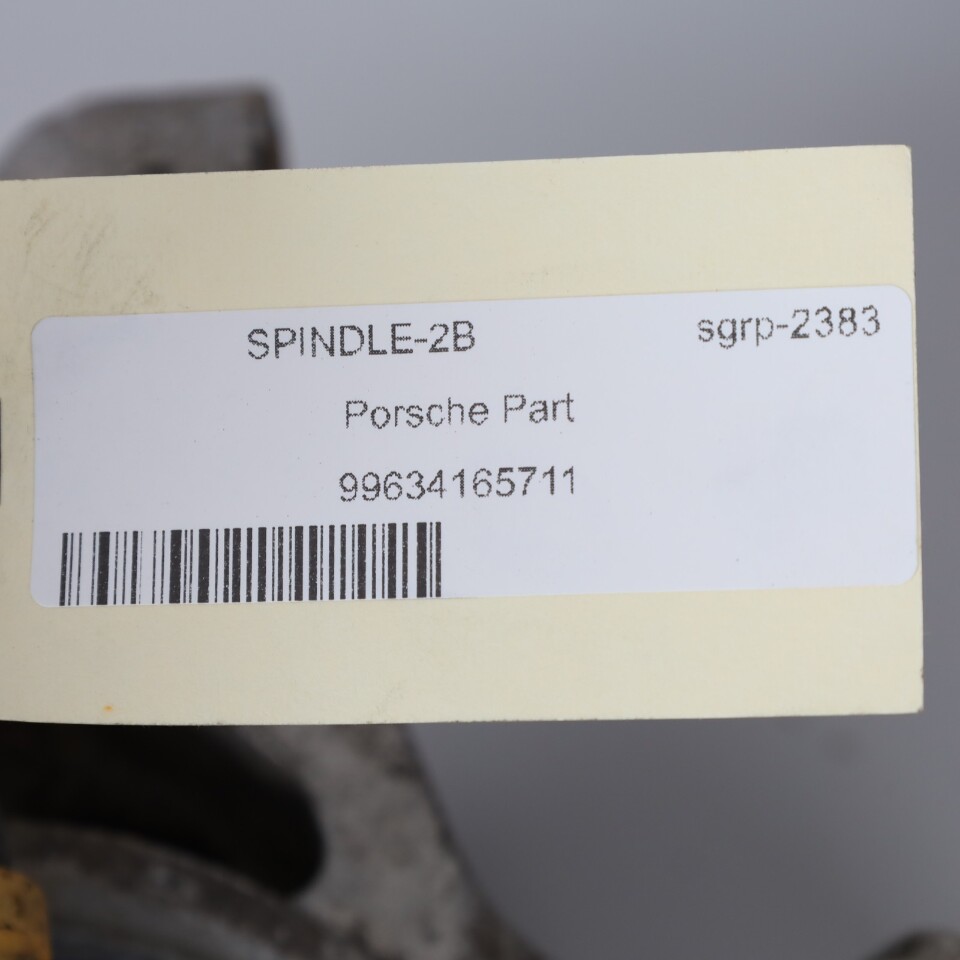 SPINDLE-2B sgrp-2383
Porsche Part
99634165711